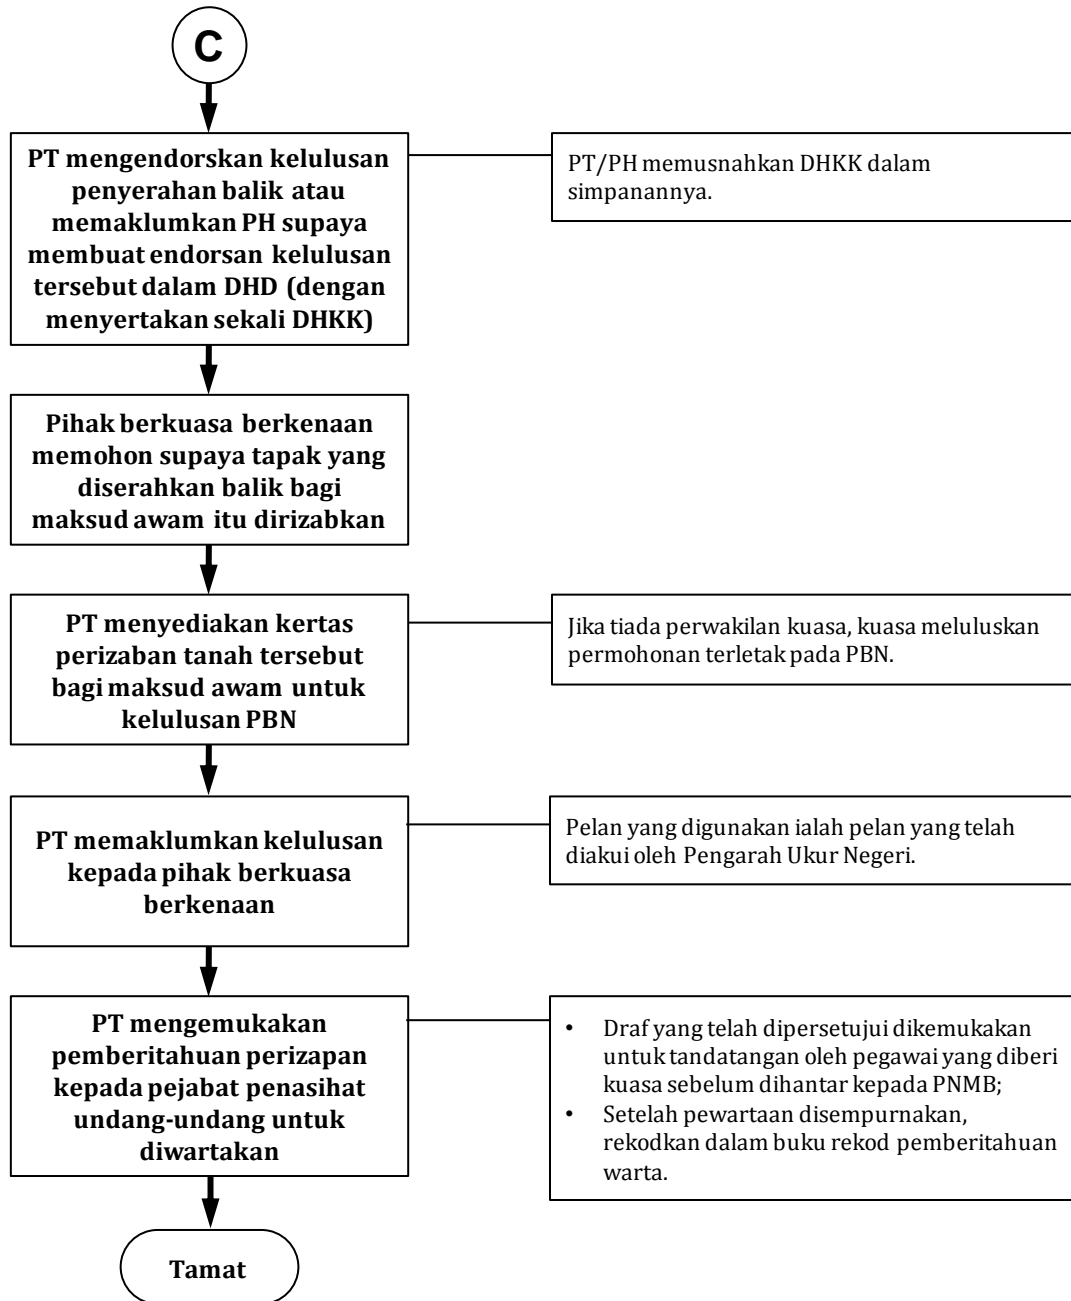 C
PT mengendorskan kelulusan
penyerahan balik atau
memaklumkan PH supaya
membuat endorsan kelulusan
tersebut dalam DHD (dengan
menyertakan sekali DHKK)
PT/PH memusnahkan DHKK dalam
simpanannya.
Pihak berkuasa berkenaan
memohon supaya tapak yang
diserahkan balik bagi
maksud awam itu dirizabkan
PT menyediakan kertas
perizaban tanah tersebut
bagi maksud awam untuk
kelulusan PBN
Jika tiada perwakilan kuasa, kuasa meluluskan
permohonan terletak pada PBN.
PT memaklumkan kelulusan
kepada pihak berkuasa
berkenaan
Pelan yang digunakan ialah pelan yang telah
diakui oleh Pengarah Ukur Negeri.
PT mengemukakan
pemberitahuan perizapan
kepada pejabat penasihat
undang-undang untuk
diwartakan
• Draf yang telah dipersetujui dikemukakan
untuk tandatangan oleh pegawai yang diberi
kuasa sebelum dihantar kepada PNMB;
• Setelah pewartaan disempurnakan,
rekodkan dalam buku rekod pemberitahuan
warta.
Tamat